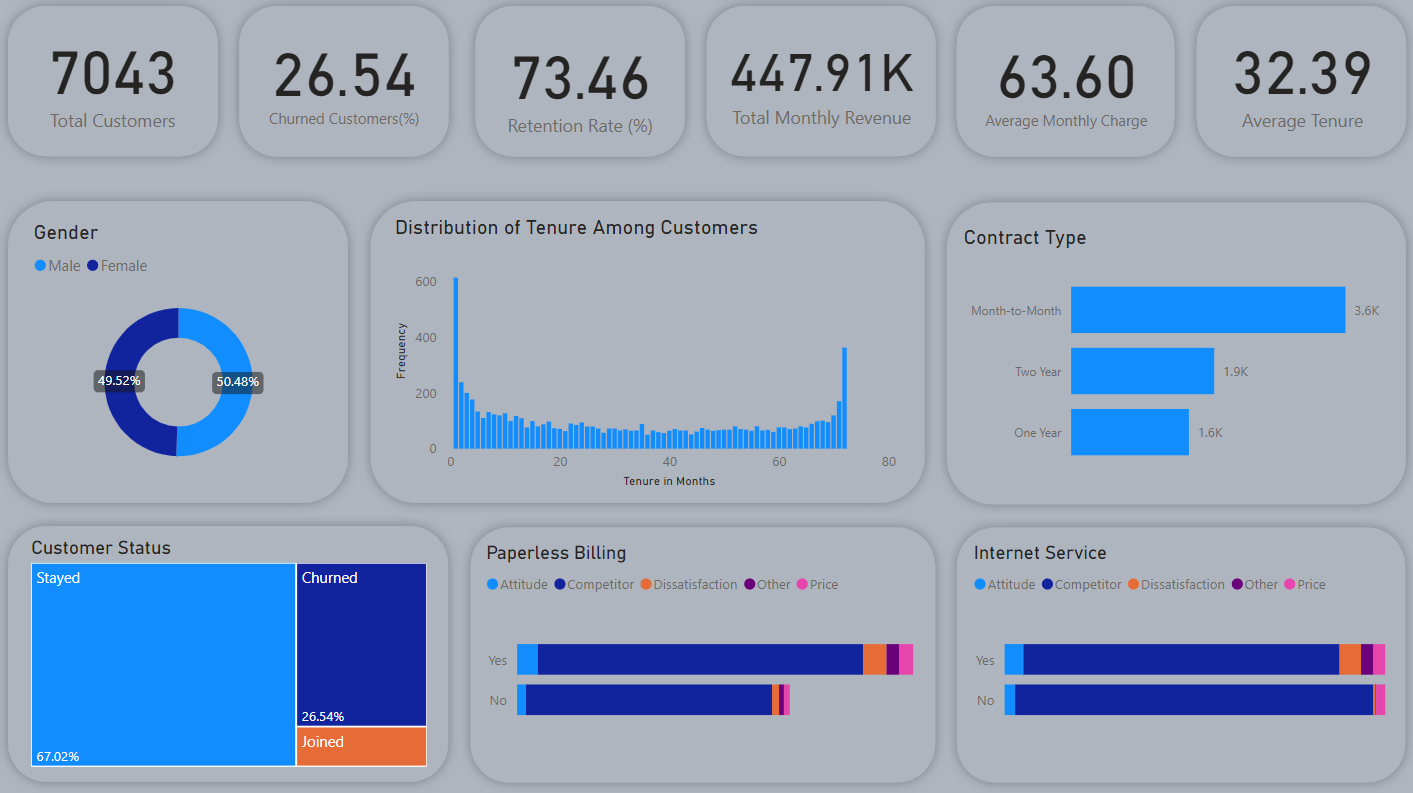 7043
Total Customers
26.54
Churned Customers(%)
73.46
Retention Rate (%)
447.91K
Total Monthly Revenue
63.60
Average Monthly Charge
32.39
Average Tenure
Gender
Male Female
49.52%
50.48%
Distribution of Tenure Among Customers
600
400
200
0
Frequency
0 20 40 60 80
Tenure in Months
Contract Type
Month-to-Month 3.6K
Two Year 1.9K
One Year 1.6K
Customer Status
Stayed
67.02%
Churned
26.54%
Joined
Paperless Billing
Attitude Competitor Dissatisfaction Other Price
Yes
No
Internet Service
Attitude Competitor Dissatisfaction Other Price
Yes
No